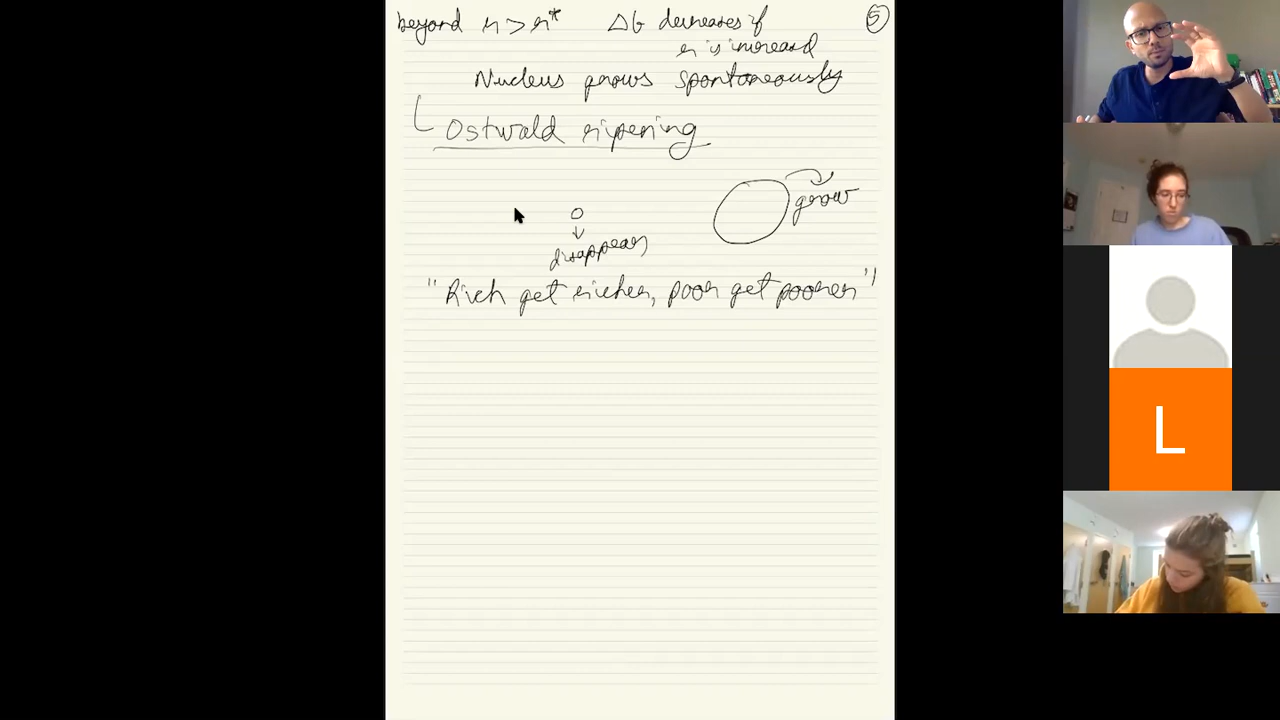 beyond r > r* ΔG decreases if ⑤
r is increased
Nucleus grows spontaneously
Ostwald ripening
grow
disappears
"Rich get richer, poor get poorer"!
L